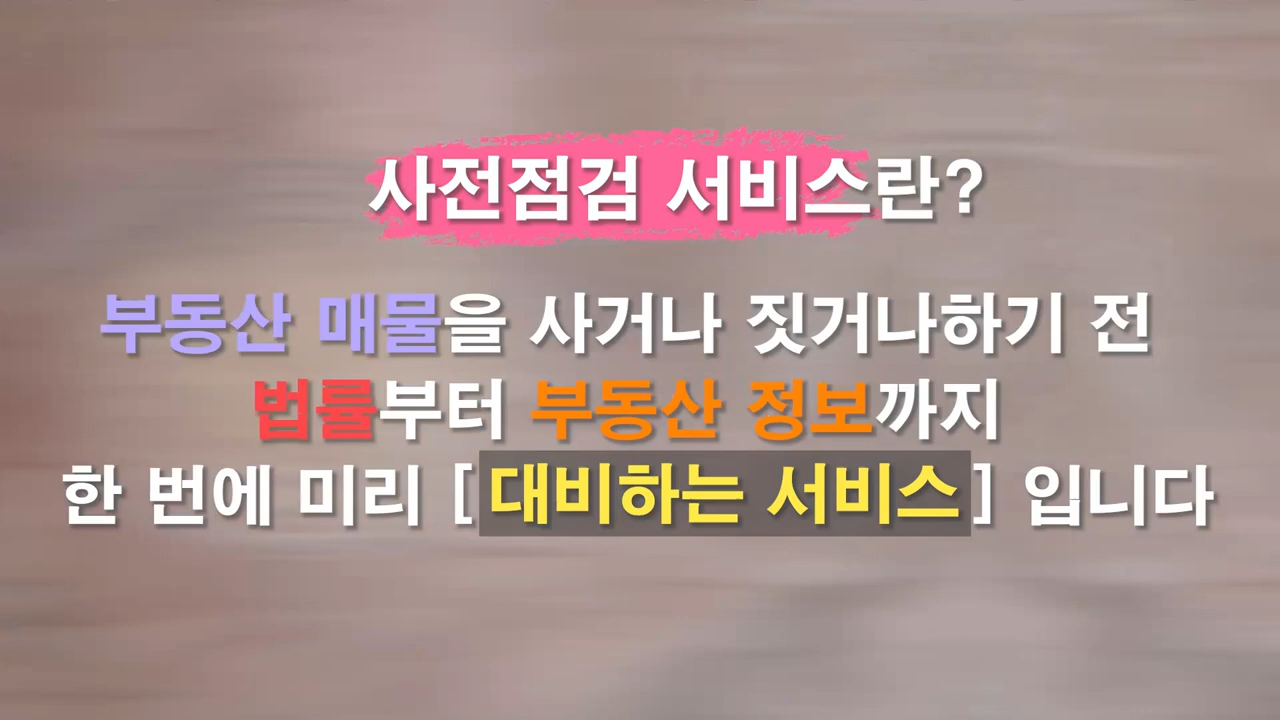 사전점검 서비스란?
부동산 매물을 사거나 짓거나하기 전
법률부터 부동산 정보까지
한 번에 미리 [대비하는 서비스] 입니다